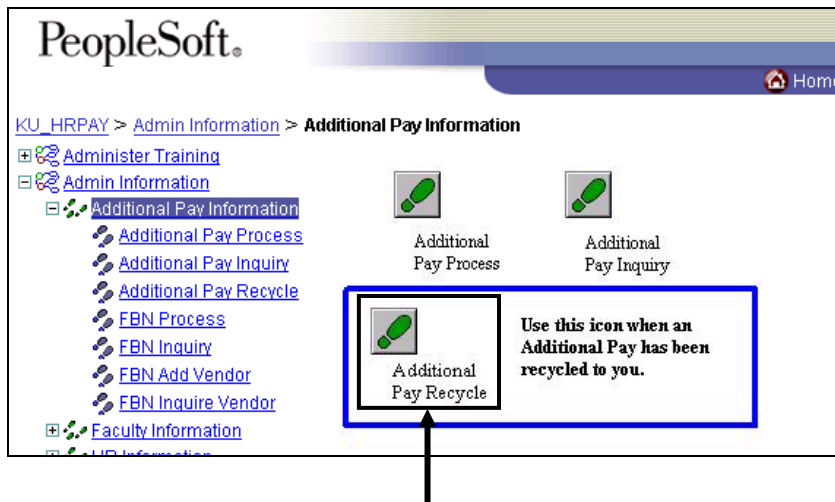 PeopleSoft®
Home
KU_HRPAY > Admin Information > Additional Pay Information
Administer Training
Admin Information
Additional Pay Information
Additional Pay Process
Additional Pay Inquiry
Additional Pay Recycle
FBN Process
FBN Inquiry
FBN Add Vendor
FBN Inquire Vendor
Faculty Information
Additional
Pay Process
Additional
Pay Inquiry
Additional
Pay Recycle
Use this icon when an
Additional Pay has been
recycled to you.